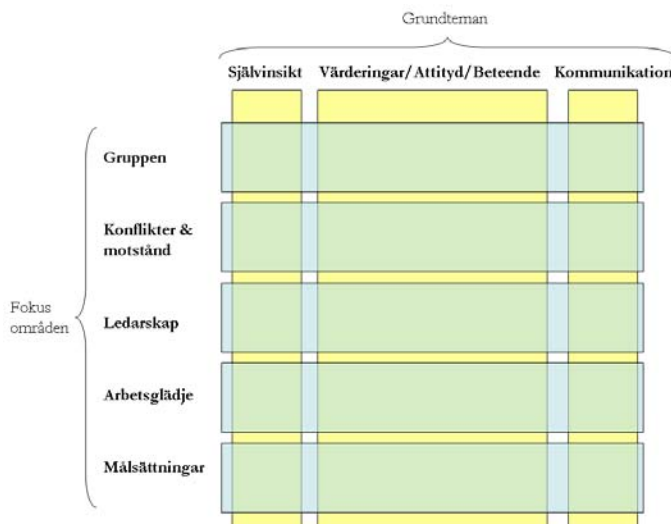 Grundteman
Självinsikt Värderingar/Attityd/Beteende Kommunikation
Gruppen
Konflikter &
motstånd
Fokus
områden
Ledarskap
Arbetsglädje
Målsättningar